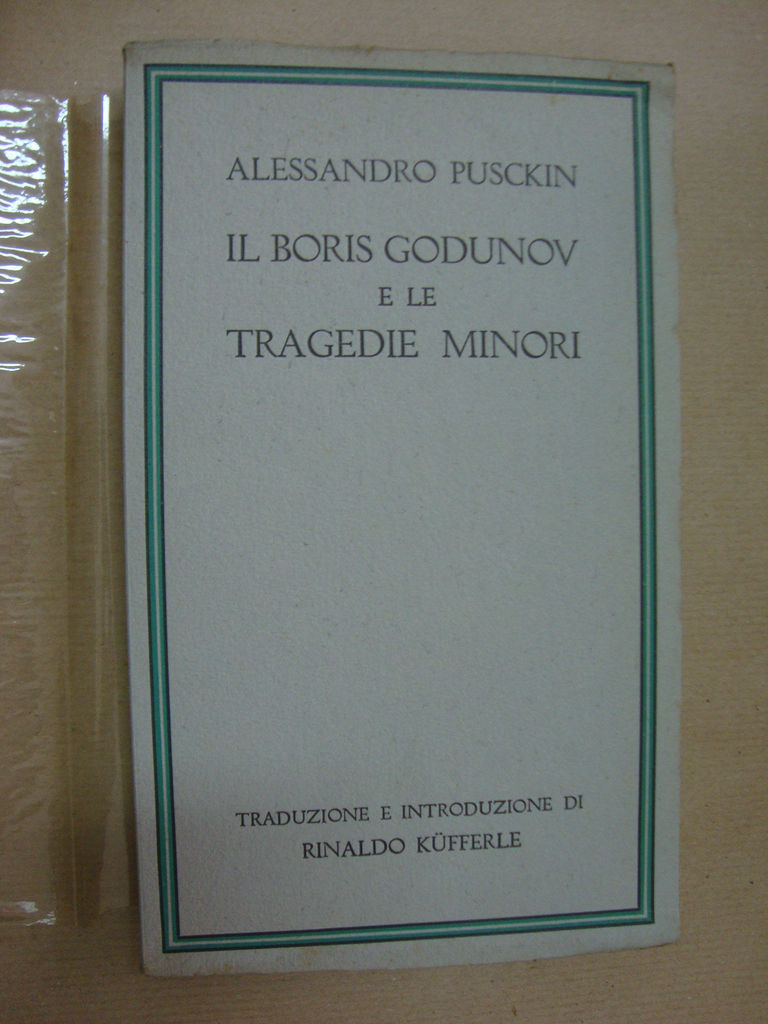 ALESSANDRO PUSCKIN
IL BORIS GODUNOV
E LE
TRAGEDIE MINORI
TRADUZIONE E INTRODUZIONE DI
RINALDO KÜFFERLE